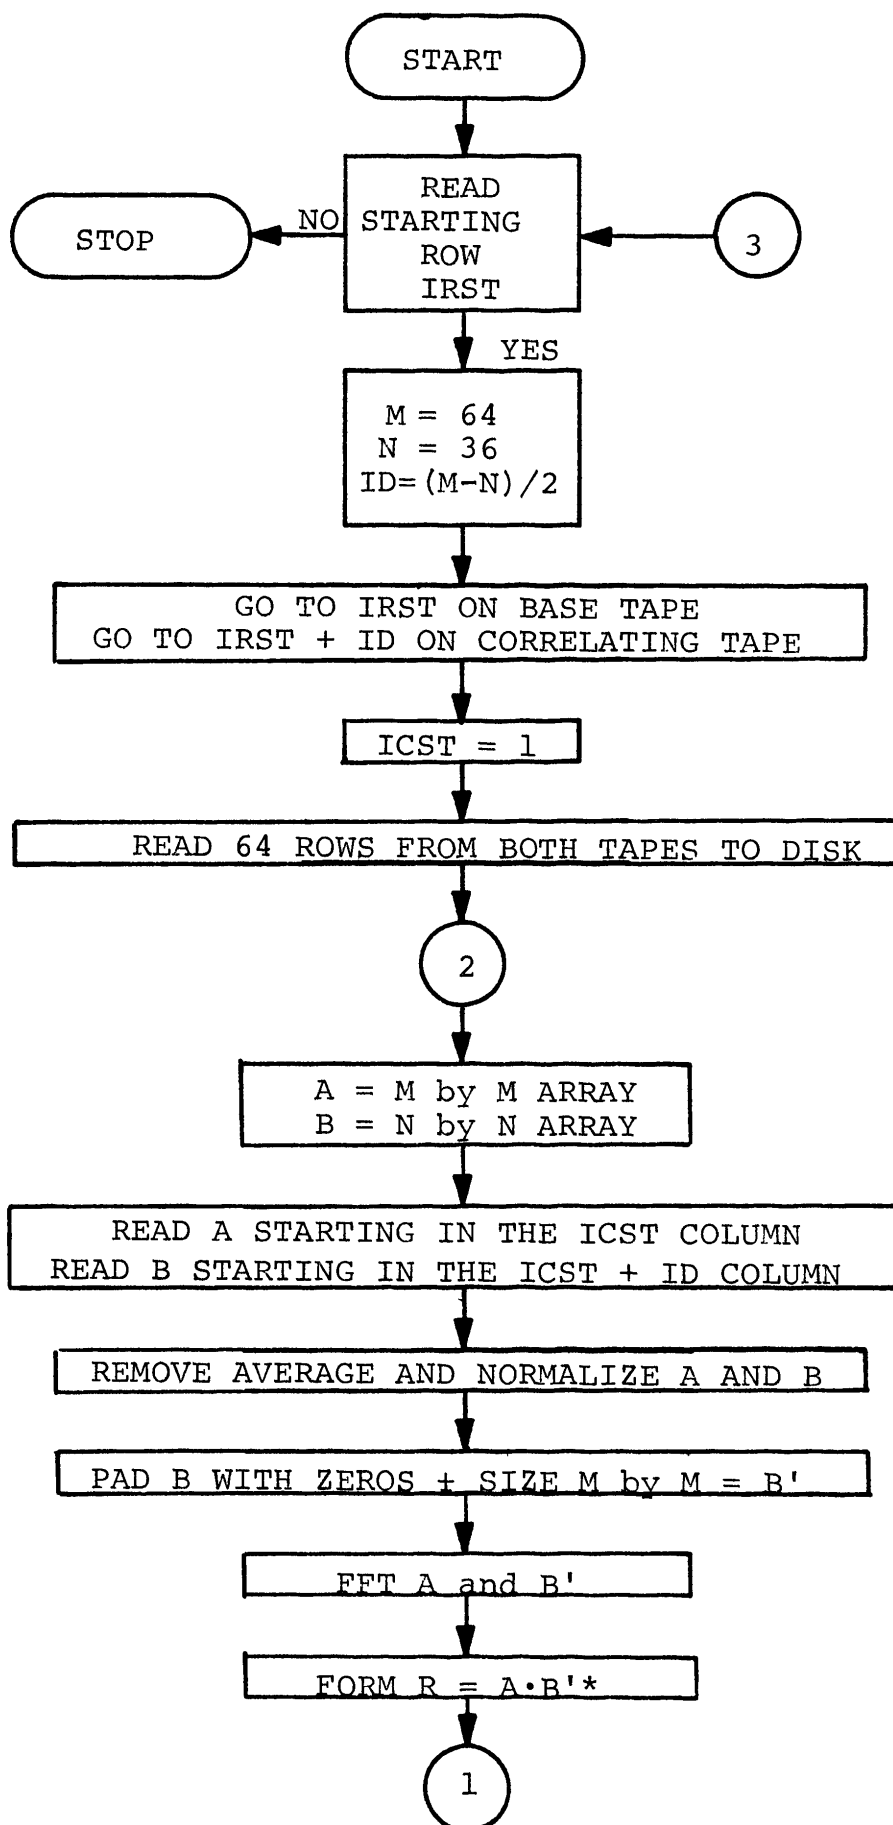 START
READ
STOP
NO
STARTING
3
ROW
IRST
YES
M = 64
N = 36
ID=(M-N)/2
GO TO IRST ON BASE TAPE
GO TO IRST + ID ON CORRELATING TAPE
ICST = 1
READ 64 ROWS FROM BOTH TAPES TO DISK
2
A = M by M ARRAY
B = N by N ARRAY
READ A STARTING IN THE ICST COLUMN
READ B STARTING IN THE ICST + ID COLUMN
REMOVE AVERAGE AND NORMALIZE A AND B
PAD B WITH ZEROS + SIZE M by M = B'
FFT A and B'
FORM R = A·B'*
1